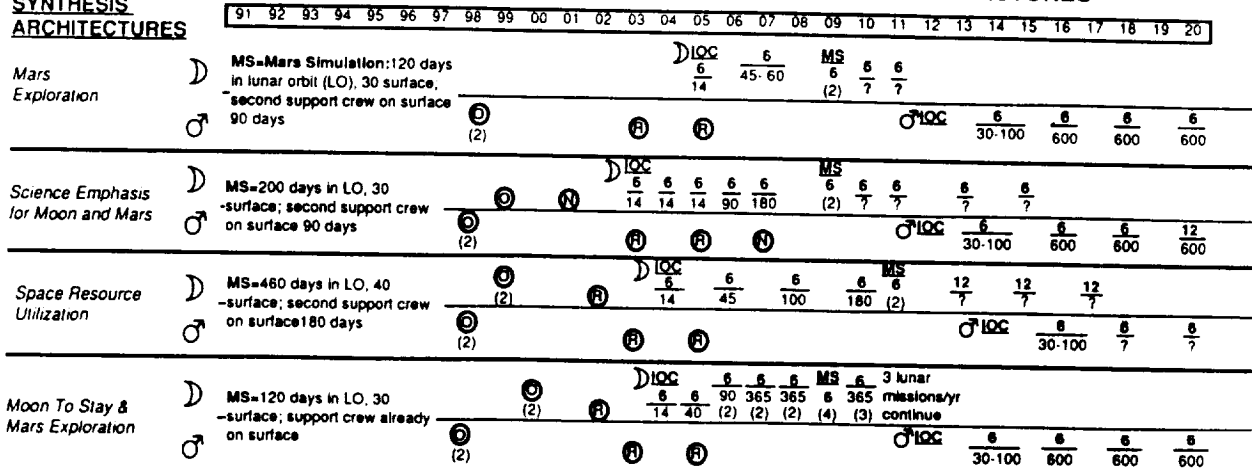 SYNTHESIS
ARCHITECTURES
91 92 93 94 95 96 97 98 99 00 01 02 03 04 05 06 07 08 09 10 11 12 13 14 15 16 17 18 19 20
Mars
Exploration
☽
MS=Mars Simulation:120 days
in lunar orbit (LO), 30 surface,
second support crew on surface
90 days
☽ IOC 6 MS 6 6
6 45-60 6 ? ?
14 (2)
♂
O R R ♂ IOC 6 6 6 6
(2) 30-100 600 600 600
Science Emphasis
for Moon and Mars
☽
MS=200 days in LO, 30
-surface; second support crew
on surface 90 days
O N
☽ IOC MS
6 6 6 6 6 6 6 6 6 6
14 14 14 90 180 (2) ? ? ? ?
♂
O R R N ♂ IOC 6 6 6 12
(2) 30-100 600 600 600
Space Resource
Utilization
☽
MS=460 days in LO, 40
-surface; second support crew
on surface180 days
O R
(2)
☽ IOC MS
6 6 6 6 6 12 12 12
14 45 100 180 (2) ? ? ?
♂
O R R ♂ IOC 6 6 6
(2) 30-100 ? ?
Moon To Stay &
Mars Exploration
☽
MS=120 days in LO, 30
-surface; support crew already
on surface
O R
(2)
☽ IOC 6 6 6 MS 6 3 lunar
6 6 90 365 365 6 365 missions/yr
14 40 (2) (2) (2) (4) (3) continue
♂
O R R ♂ IOC 6 6 6 6
(2) 30-100 600 600 600